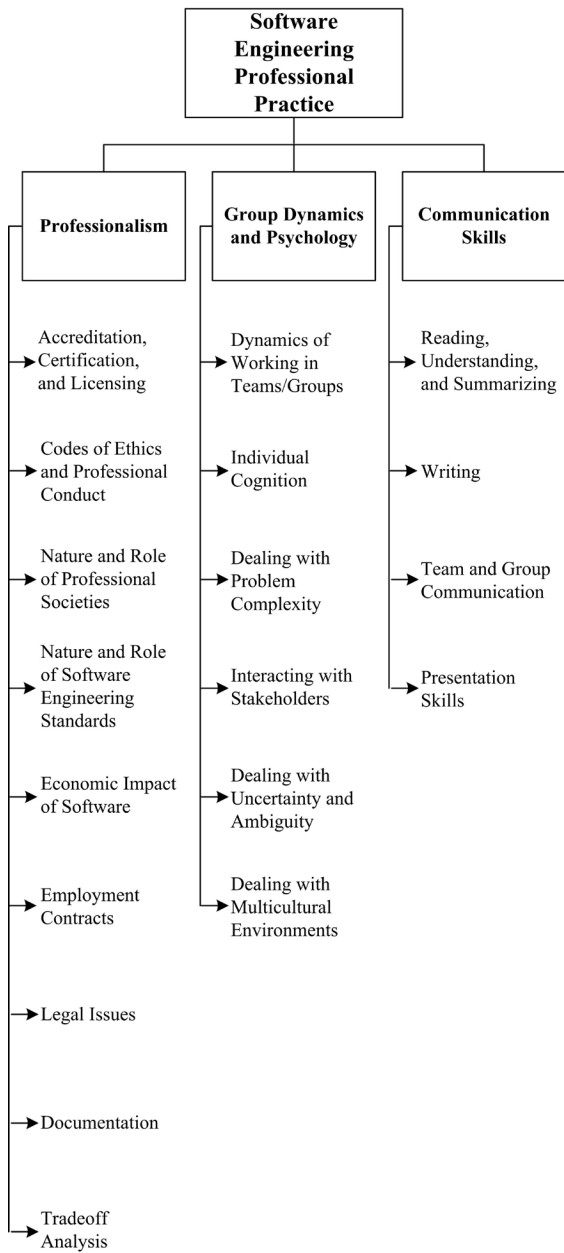 Software
Engineering
Professional
Practice
Professionalism
Group Dynamics
and Psychology
Communication
Skills
Accreditation,
Certification,
and Licensing
Codes of Ethics
and Professional
Conduct
Nature and Role
of Professional
Societies
Nature and Role
of Software
Engineering
Standards
Economic Impact
of Software
Employment
Contracts
Legal Issues
Documentation
Tradeoff
Analysis
Dynamics of
Working in
Teams/Groups
Individual
Cognition
Dealing with
Problem
Complexity
Interacting with
Stakeholders
Dealing with
Uncertainty and
Ambiguity
Dealing with
Multicultural
Environments
Reading,
Understanding,
and Summarizing
Writing
Team and Group
Communication
Presentation
Skills